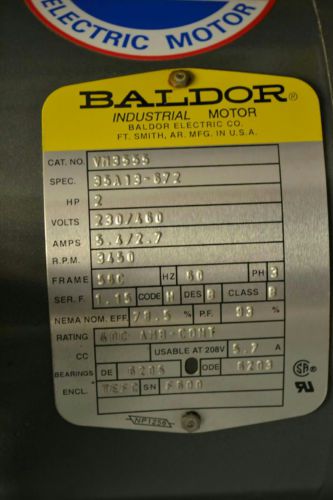 ELECTRIC MOTOR
BALDOR®
INDUSTRIAL MOTOR
BALDOR ELECTRIC CO.
FT. SMITH, AR. MFG. IN U.S.A.
CAT. NO. VM3555
SPEC. 35A13-872
HP 2
VOLTS 230/460
AMPS 5.4/2.7
R.P.M. 3450
FRAME 56C HZ 60 PH 3
SER. F. 1.15 CODE DES B CLASS B
NEMA NOM. EFF 78.5 % P.F. 93 %
RATING 40C AMB-CONT
CC USABLE AT 208V 5.7 A
BEARINGS DE 6205 ODE 6203
ENCL. TEFC SN
NP1256